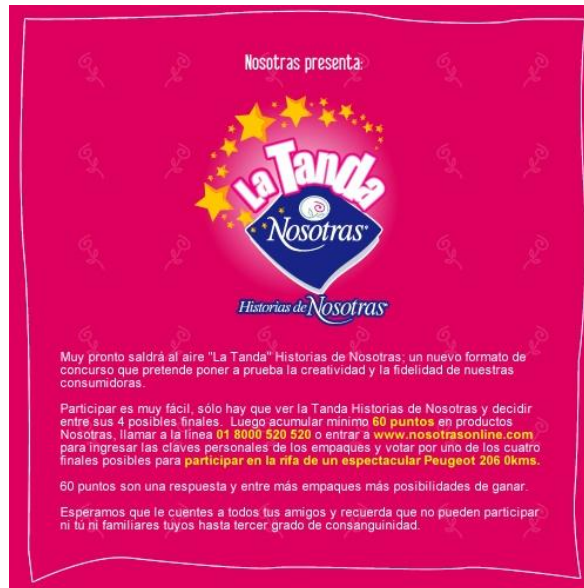 Nosotras presenta:
La Tanda
Nosotras
Historias de Nosotras
Muy pronto saldrá al aire "La Tanda" Historias de Nosotras; un nuevo formato de
concurso que pretende poner a prueba la creatividad y la fidelidad de nuestras
consumidoras.
Participar es muy fácil, sólo hay que ver la Tanda Historias de Nosotras y decidir
entre sus 4 posibles finales. Luego acumular mínimo 60 puntos en productos
Nosotras, llamar a la línea 01 8000 520 520 o entrar a www.nosotrasonline.com
para ingresar las claves personales de los empaques y votar por uno de los cuatro
finales posibles para participar en la rifa de un espectacular Peugeot 206 0kms.
60 puntos son una respuesta y entre más empaques más posibilidades de ganar.
Esperamos que le cuentes a todos tus amigos y recuerda que no pueden participar
ni tú ni familiares tuyos hasta tercer grado de consanguinidad.